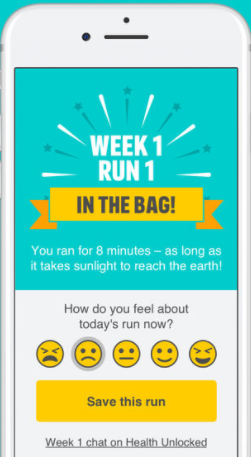 WEEK 1
RUN 1
IN THE BAG!
You ran for 8 minutes – as long as
it takes sunlight to reach the earth!
How do you feel about
today's run now?
Save this run
Week 1 chat on Health Unlocked